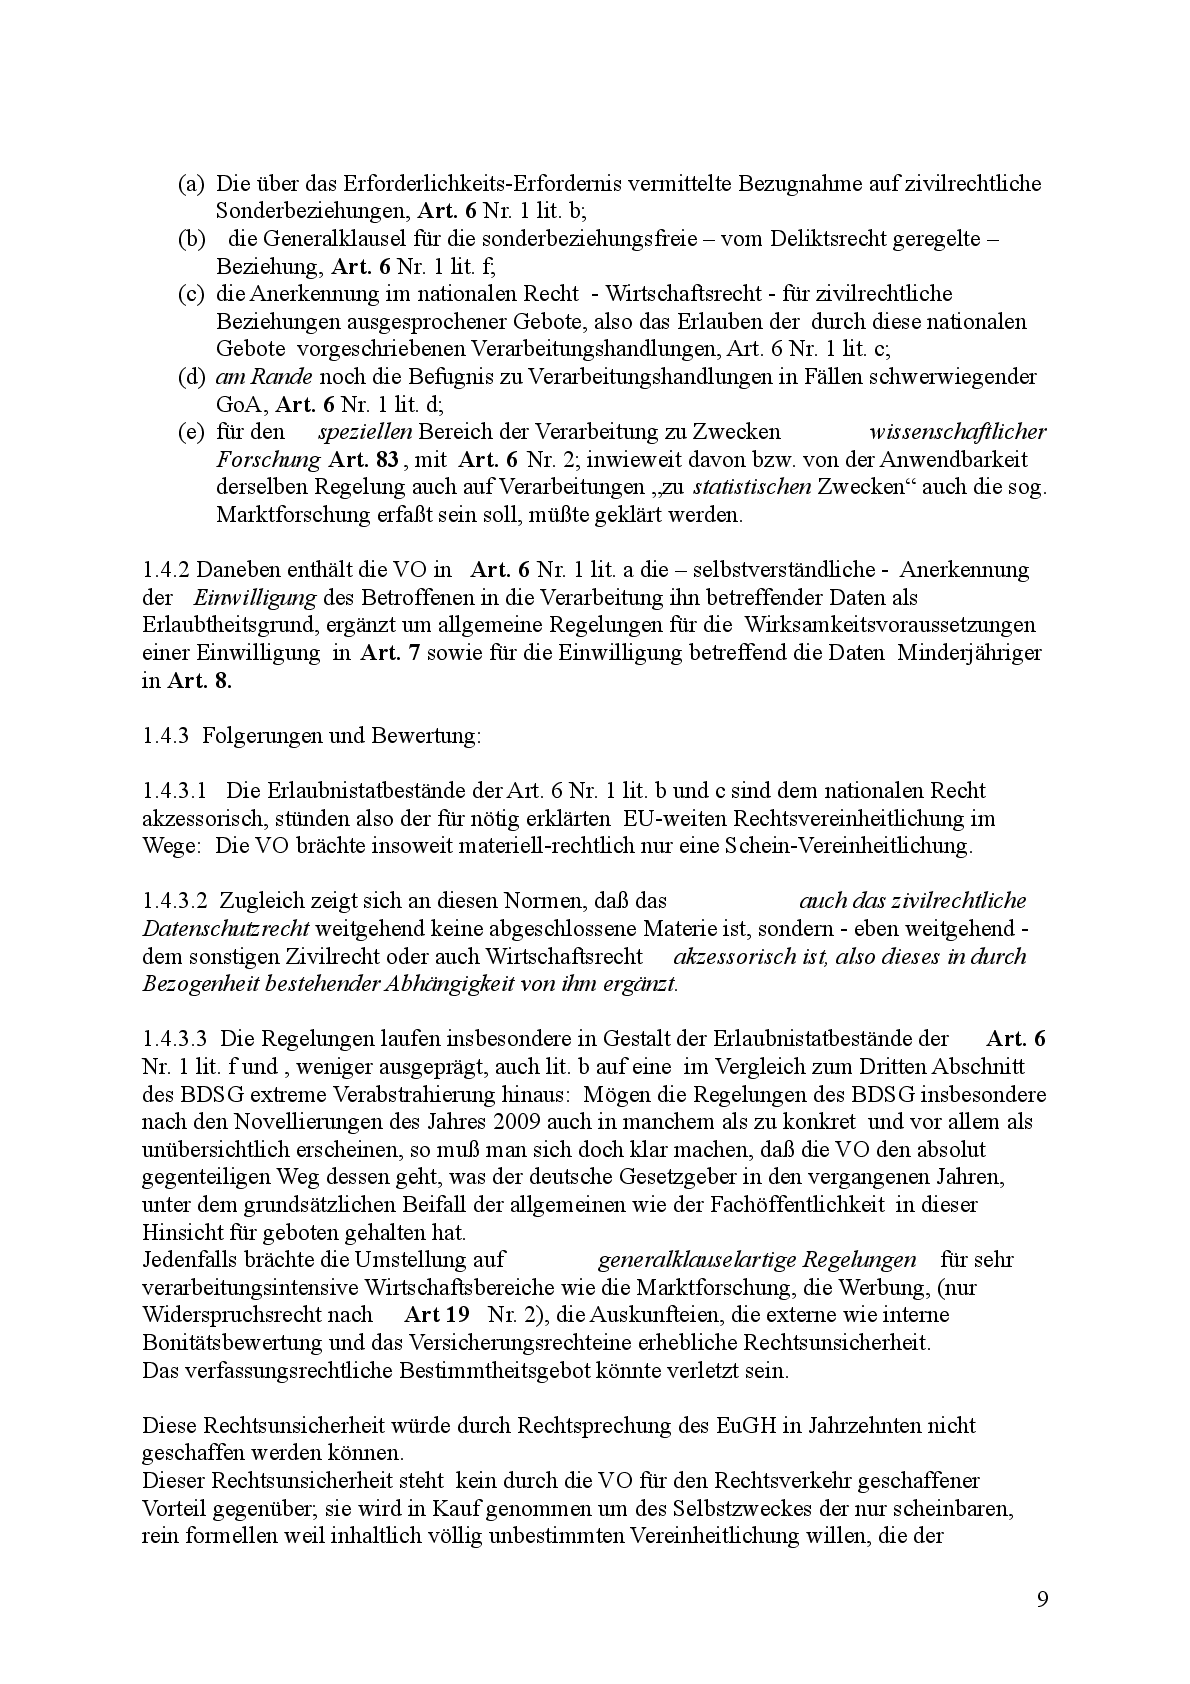 (a) Die über das Erforderlichkeits-Erfordernis vermittelte Bezugnahme auf zivilrechtliche
Sonderbeziehungen, Art. 6 Nr. 1 lit. b;
(b) die Generalklausel für die sonderbeziehungsfreie – vom Deliktsrecht geregelte –
Beziehung, Art. 6 Nr. 1 lit. f;
(c) die Anerkennung im nationalen Recht - Wirtschaftsrecht - für zivilrechtliche
Beziehungen ausgesprochener Gebote, also das Erlauben der durch diese nationalen
Gebote vorgeschriebenen Verarbeitungshandlungen, Art. 6 Nr. 1 lit. c;
(d) am Rande noch die Befugnis zu Verarbeitungshandlungen in Fällen schwerwiegender
GoA, Art. 6 Nr. 1 lit. d;
(e) für den speziellen Bereich der Verarbeitung zu Zwecken wissenschaftlicher
Forschung Art. 83 , mit Art. 6 Nr. 2; inwieweit davon bzw. von der Anwendbarkeit
derselben Regelung auch auf Verarbeitungen „zu statistischen Zwecken“ auch die sog.
Marktforschung erfaßt sein soll, müßte geklärt werden.
1.4.2 Daneben enthält die VO in Art. 6 Nr. 1 lit. a die – selbstverständliche - Anerkennung
der Einwilligung des Betroffenen in die Verarbeitung ihn betreffender Daten als
Erlaubtheitsgrund, ergänzt um allgemeine Regelungen für die Wirksamkeitsvoraussetzungen
einer Einwilligung in Art. 7 sowie für die Einwilligung betreffend die Daten Minderjähriger
in Art. 8.
1.4.3 Folgerungen und Bewertung:
1.4.3.1 Die Erlaubnistatbestände der Art. 6 Nr. 1 lit. b und c sind dem nationalen Recht
akzessorisch, stünden also der für nötig erklärten EU-weiten Rechtsvereinheitlichung im
Wege: Die VO brächte insoweit materiell-rechtlich nur eine Schein-Vereinheitlichung.
1.4.3.2 Zugleich zeigt sich an diesen Normen, daß das auch das zivilrechtliche
Datenschutzrecht weitgehend keine abgeschlossene Materie ist, sondern - eben weitgehend -
dem sonstigen Zivilrecht oder auch Wirtschaftsrecht akzessorisch ist, also dieses in durch
Bezogenheit bestehender Abhängigkeit von ihm ergänzt.
1.4.3.3 Die Regelungen laufen insbesondere in Gestalt der Erlaubnistatbestände der Art. 6
Nr. 1 lit. f und , weniger ausgeprägt, auch lit. b auf eine im Vergleich zum Dritten Abschnitt
des BDSG extreme Verabstrahierung hinaus: Mögen die Regelungen des BDSG insbesondere
nach den Novellierungen des Jahres 2009 auch in manchem als zu konkret und vor allem als
unübersichtlich erscheinen, so muß man sich doch klar machen, daß die VO den absolut
gegenteiligen Weg dessen geht, was der deutsche Gesetzgeber in den vergangenen Jahren,
unter dem grundsätzlichen Beifall der allgemeinen wie der Fachöffentlichkeit in dieser
Hinsicht für geboten gehalten hat.
Jedenfalls brächte die Umstellung auf generalklauselartige Regelungen für sehr
verarbeitungsintensive Wirtschaftsbereiche wie die Marktforschung, die Werbung, (nur
Widerspruchsrecht nach Art 19 Nr. 2), die Auskunfteien, die externe wie interne
Bonitätsbewertung und das Versicherungsrechteine erhebliche Rechtsunsicherheit.
Das verfassungsrechtliche Bestimmtheitsgebot könnte verletzt sein.
Diese Rechtsunsicherheit würde durch Rechtsprechung des EuGH in Jahrzehnten nicht
geschaffen werden können.
Dieser Rechtsunsicherheit steht kein durch die VO für den Rechtsverkehr geschaffener
Vorteil gegenüber; sie wird in Kauf genommen um des Selbstzweckes der nur scheinbaren,
rein formellen weil inhaltlich völlig unbestimmten Vereinheitlichung willen, die der
9